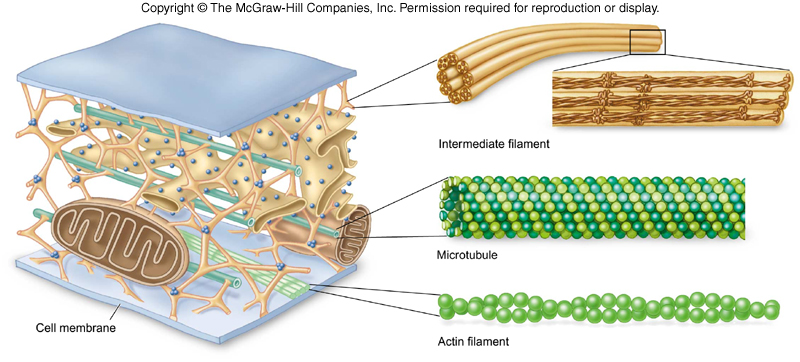 Copyright © The McGraw-Hill Companies, Inc. Permission required for reproduction or display.
Intermediate filament
Microtubule
Cell membrane
Actin filament